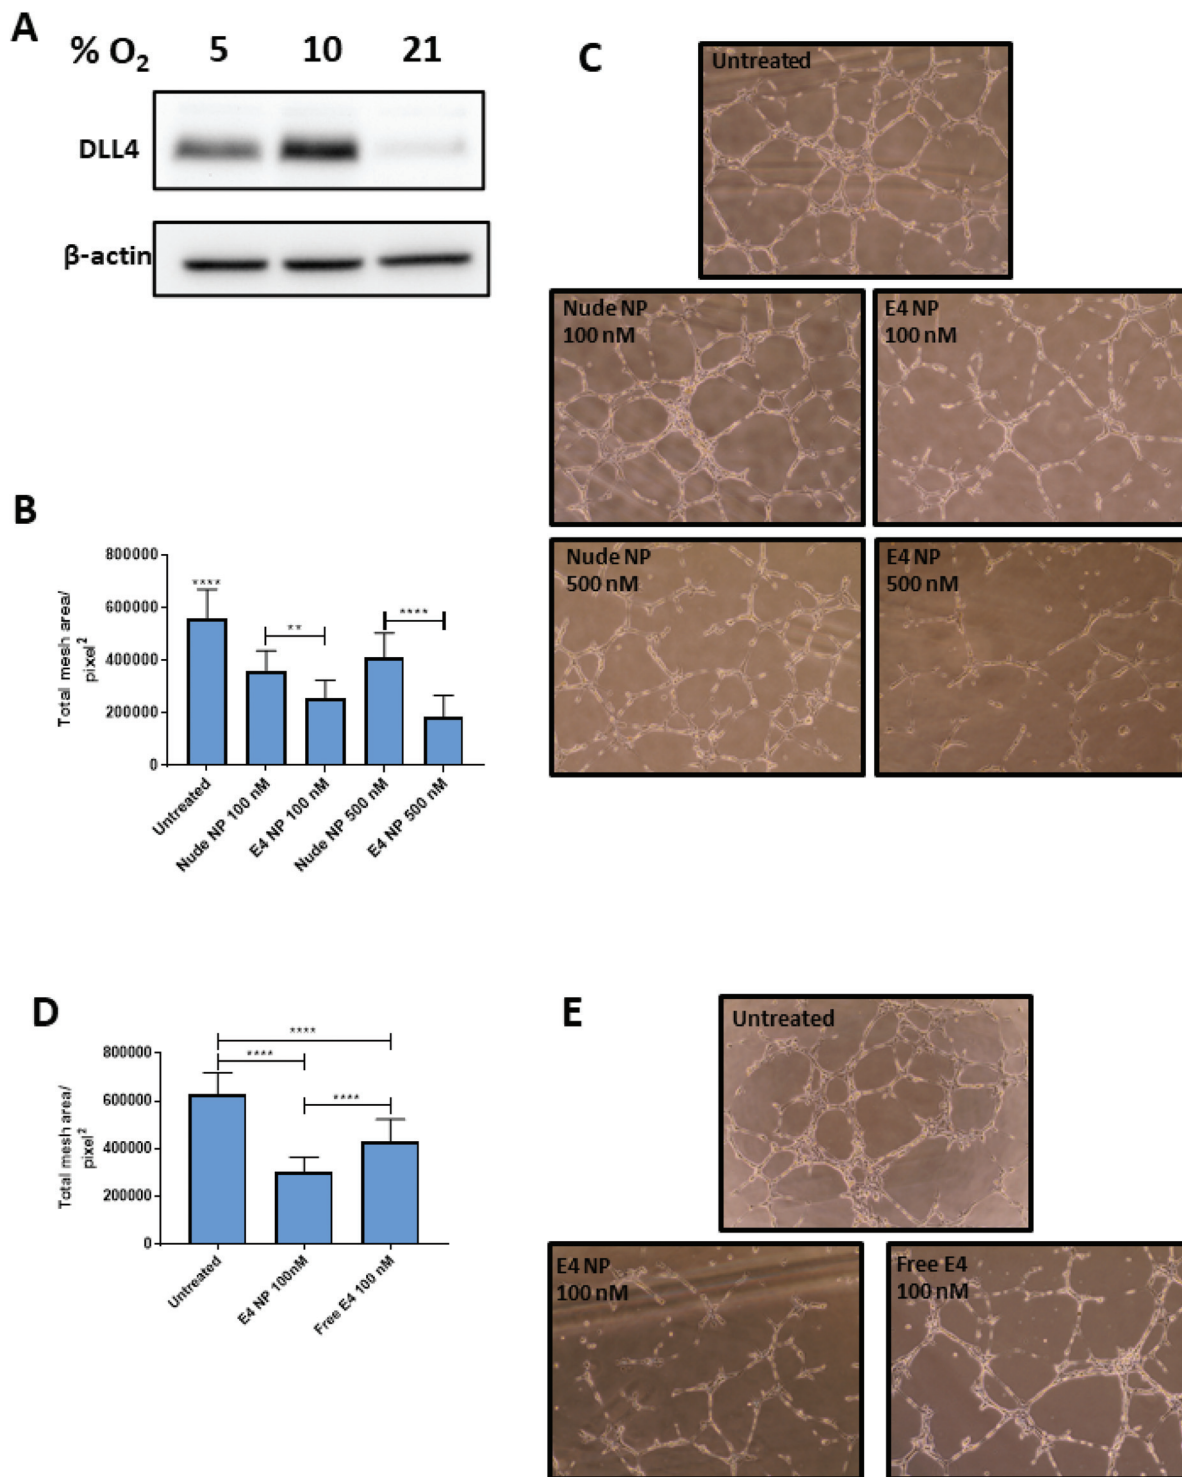 A
% O2 5 10 21
DLL4
β-actin
B
Total mesh area/
pixel2
800000
600000
400000
200000
0
****
**
****
Untreated
Nude NP 100 nM
E4 NP 100 nM
Nude NP 500 nM
E4 NP 500 nM
C
Untreated
Nude NP
100 nM
E4 NP
100 nM
Nude NP
500 nM
E4 NP
500 nM
D
Total mesh area/
pixel2
800000
600000
400000
200000
0
****
****
****
Untreated
E4 NP 100nM
Free E4 100 nM
E
Untreated
E4 NP
100 nM
Free E4
100 nM